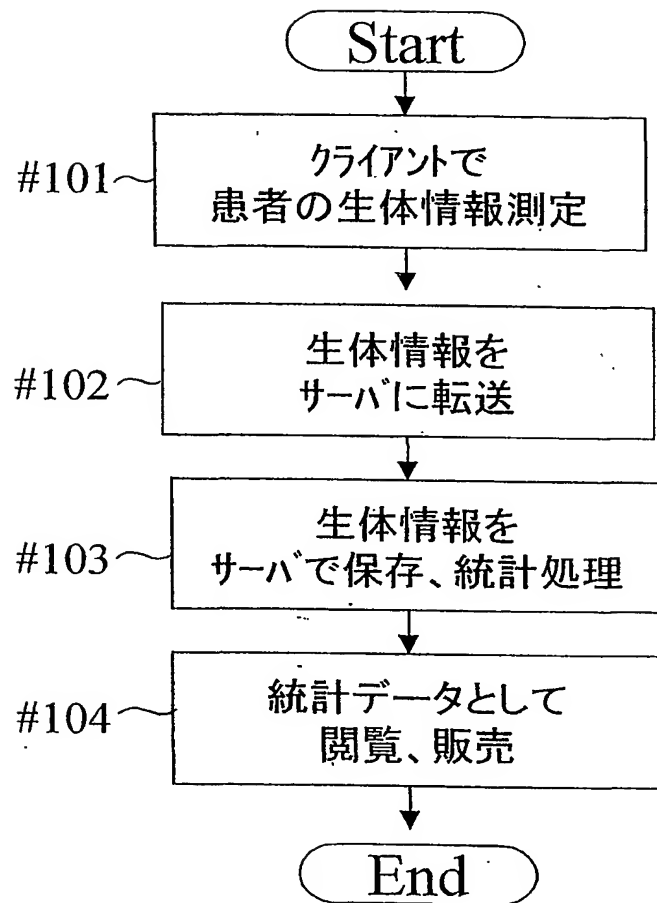 Start
#101
クライアントで
患者の生体情報測定
#102
生体情報を
サーバに転送
#103
生体情報を
サーバで保存、統計処理
#104
統計データとして
閲覧、販売
End